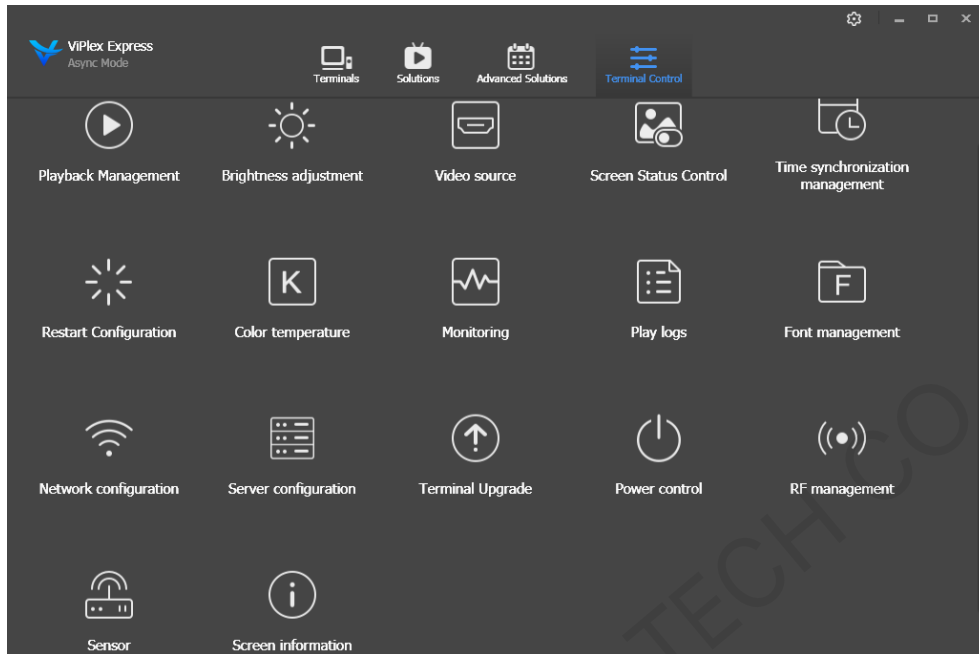 ViPlex Express
Async Mode
Terminals
Solutions
Advanced Solutions
Terminal Control
Playback Management
Brightness adjustment
Video source
Screen Status Control
Time synchronization
management
K
F
Restart Configuration
Color temperature
Monitoring
Play logs
Font management
Network configuration
Server configuration
Terminal Upgrade
Power control
RF management
Sensor
Screen information
TECH CO